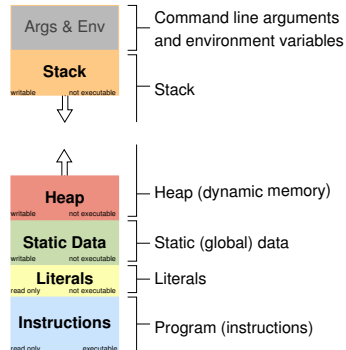 Args & Env
Command line arguments
and environment variables
Stack
writable not executable
Stack
Heap
writable not executable
Heap (dynamic memory)
Static Data
writable not executable
Static (global) data
Literals
read only not executable
Literals
Instructions
read only executable
Program (instructions)